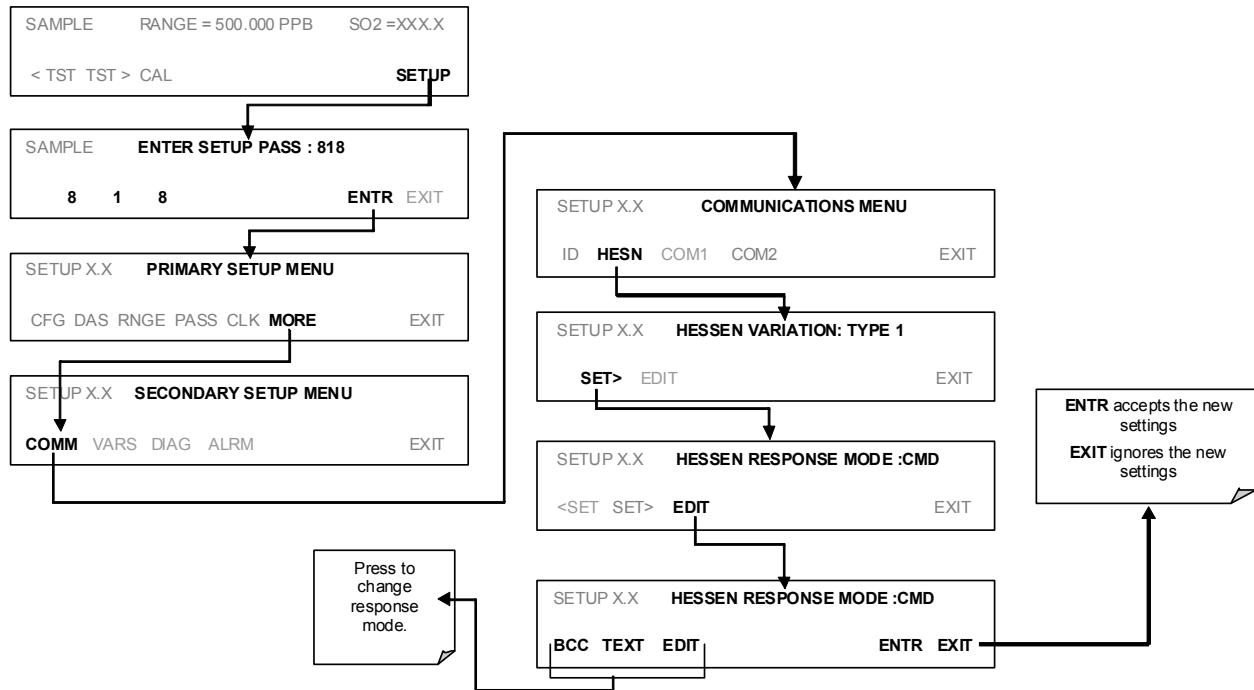 SAMPLE RANGE = 500.000 PPB SO2 =XXX.X
< TST TST > CAL SETUP
SAMPLE ENTER SETUP PASS : 818
8 1 8 ENTR EXIT
SETUP X.X PRIMARY SETUP MENU
CFG DAS RNGE PASS CLK MORE EXIT
SETUP X.X SECONDARY SETUP MENU
COMM VARS DIAG ALRM EXIT
SETUP X.X COMMUNICATIONS MENU
ID HESN COM1 COM2 EXIT
SETUP X.X HESSEN VARIATION: TYPE 1
SET> EDIT EXIT
SETUP X.X HESSEN RESPONSE MODE :CMD
<SET SET> EDIT EXIT
SETUP X.X HESSEN RESPONSE MODE :CMD
BCC TEXT EDIT ENTR EXIT
Press to
change
response
mode.
ENTR accepts the new
settings
EXIT ignores the new
settings